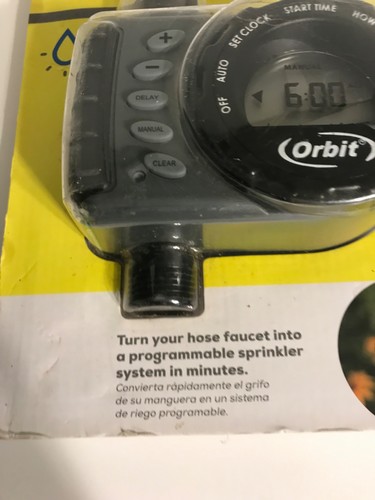 START TIME
SET CLOCK
HOW
AUTO
OFF
+
−
DELAY
MANUAL
CLEAR
MANUAL
6:00
Orbit
Turn your hose faucet into
a programmable sprinkler
system in minutes.
Convierta rápidamente el grifo
de su manguera en un sistema
de riego programable.